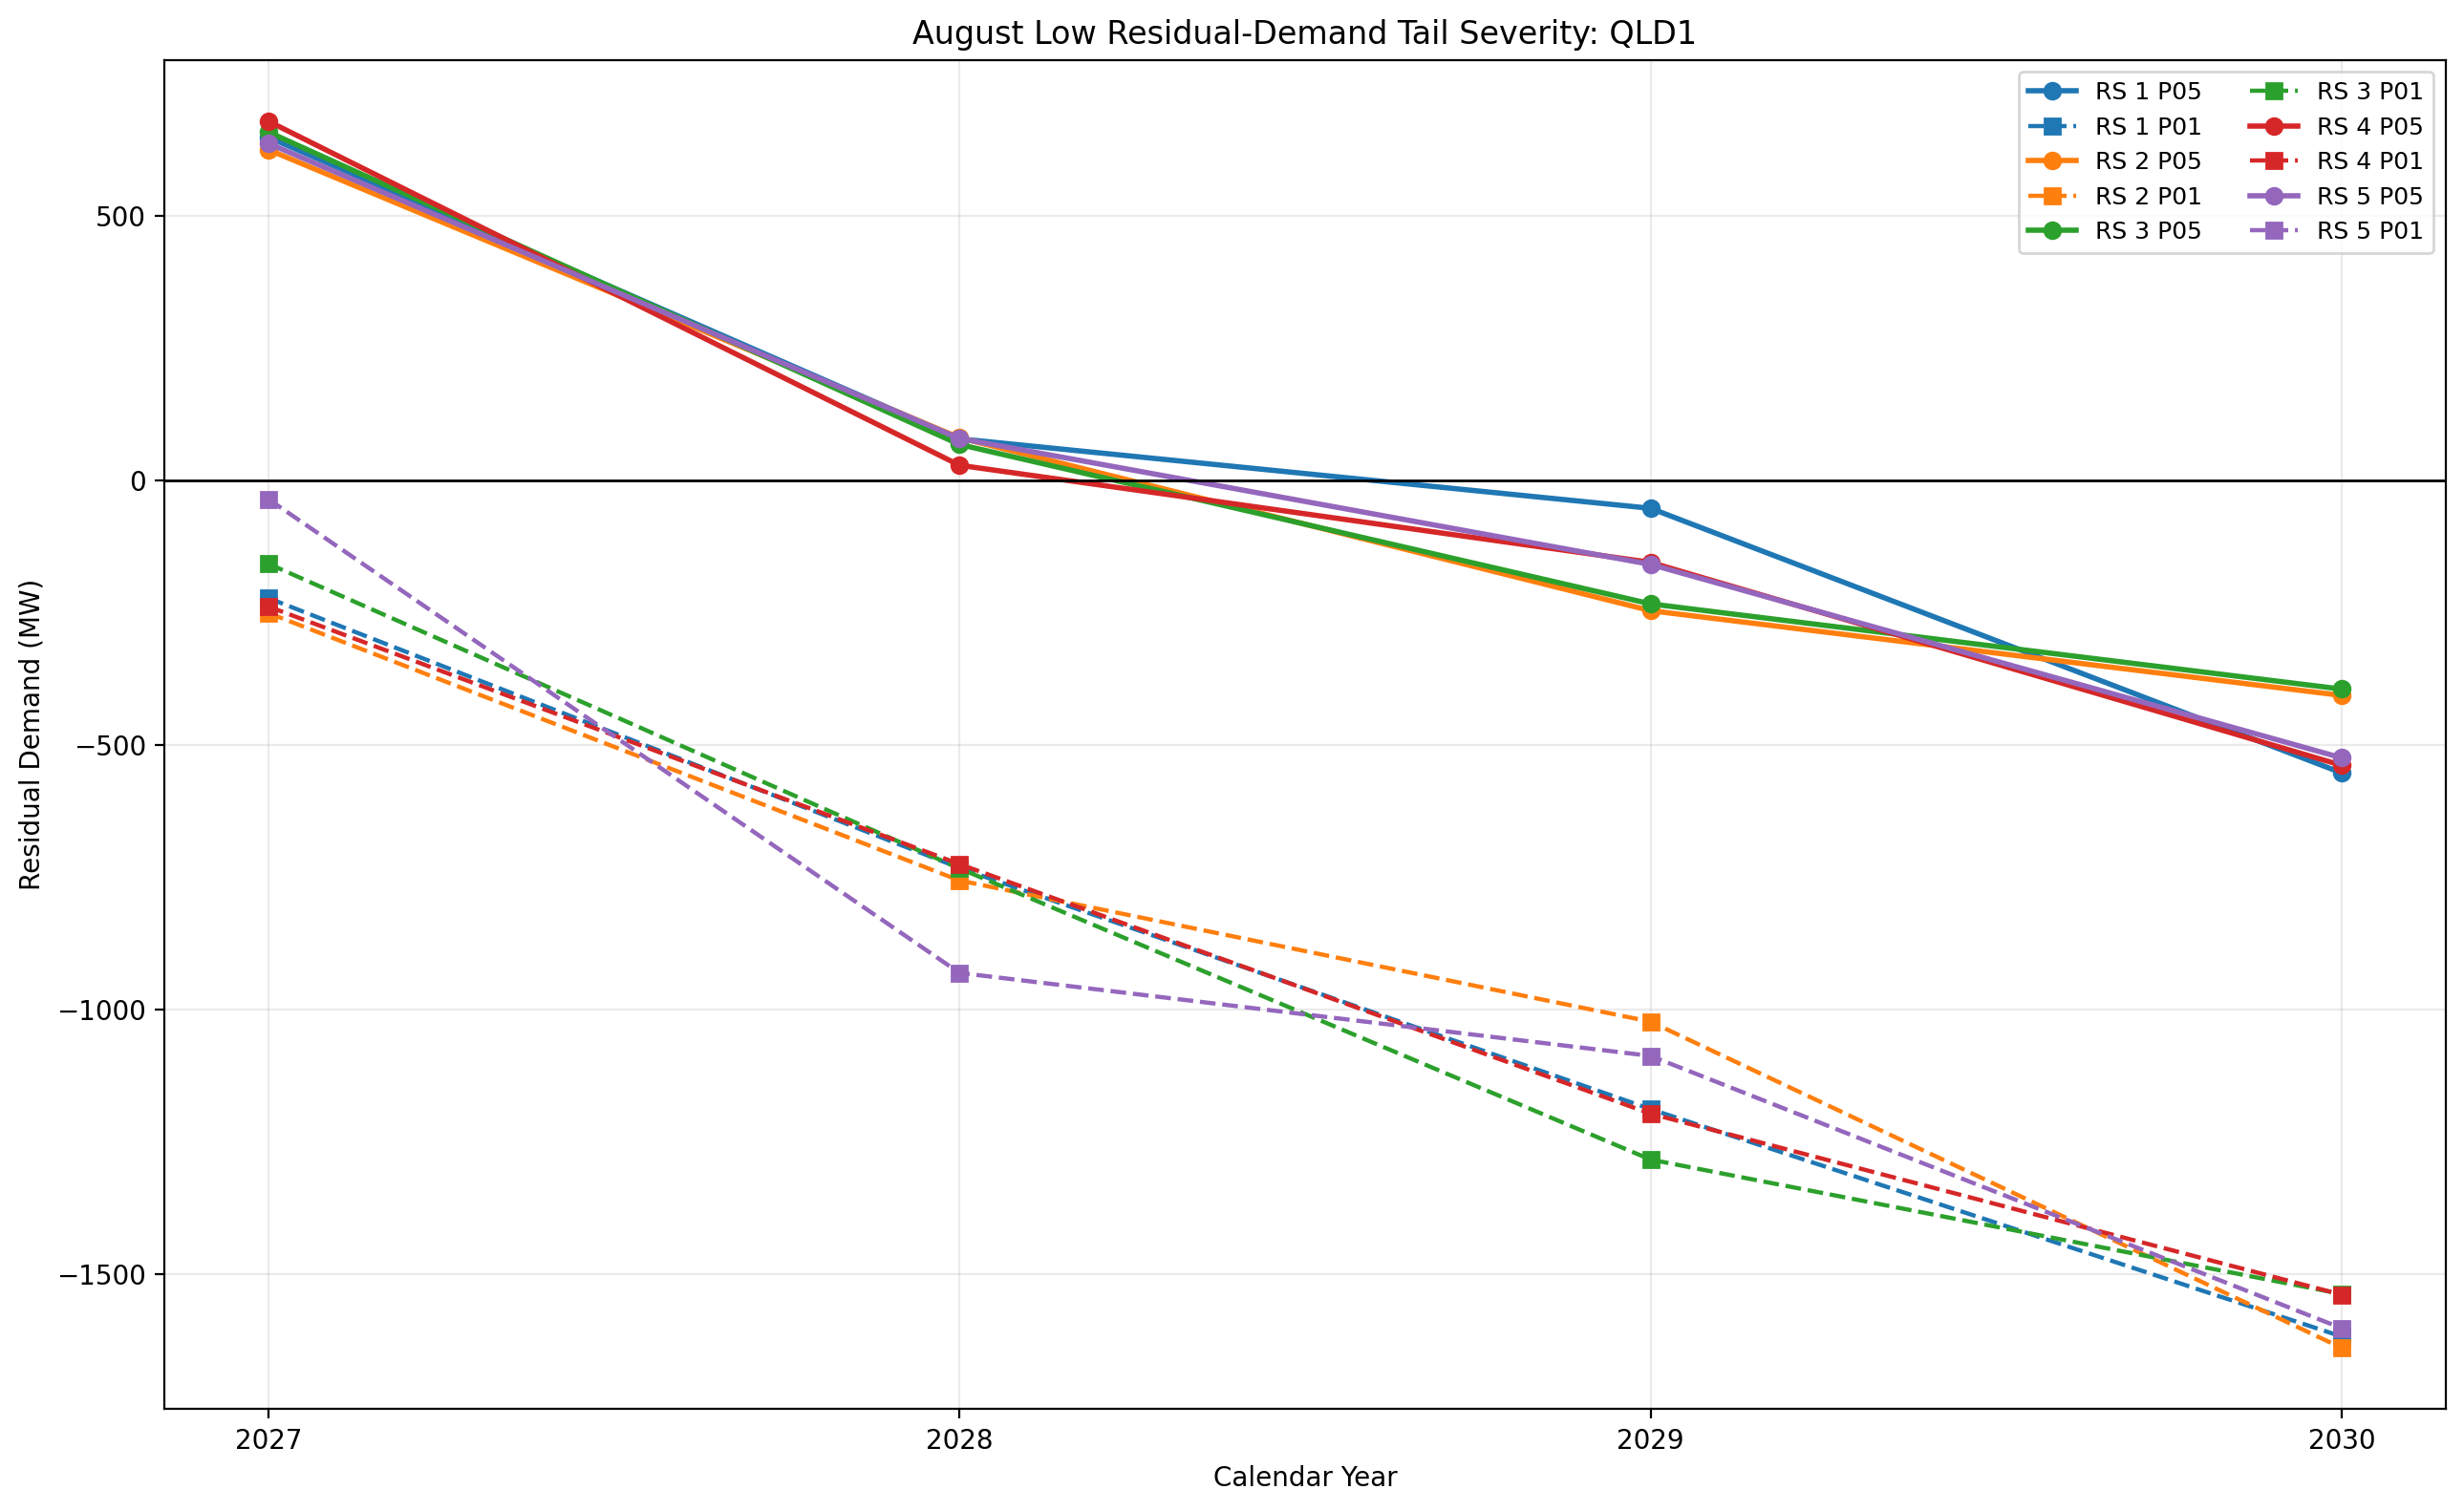 August Low Residual-Demand Tail Severity: QLD1
RS 1 P05
RS 1 P01
RS 2 P05
RS 2 P01
RS 3 P05
RS 3 P01
RS 4 P05
RS 4 P01
RS 5 P05
RS 5 P01
Residual Demand (MW)
500
0
−500
−1000
−1500
2027
2028
2029
2030
Calendar Year